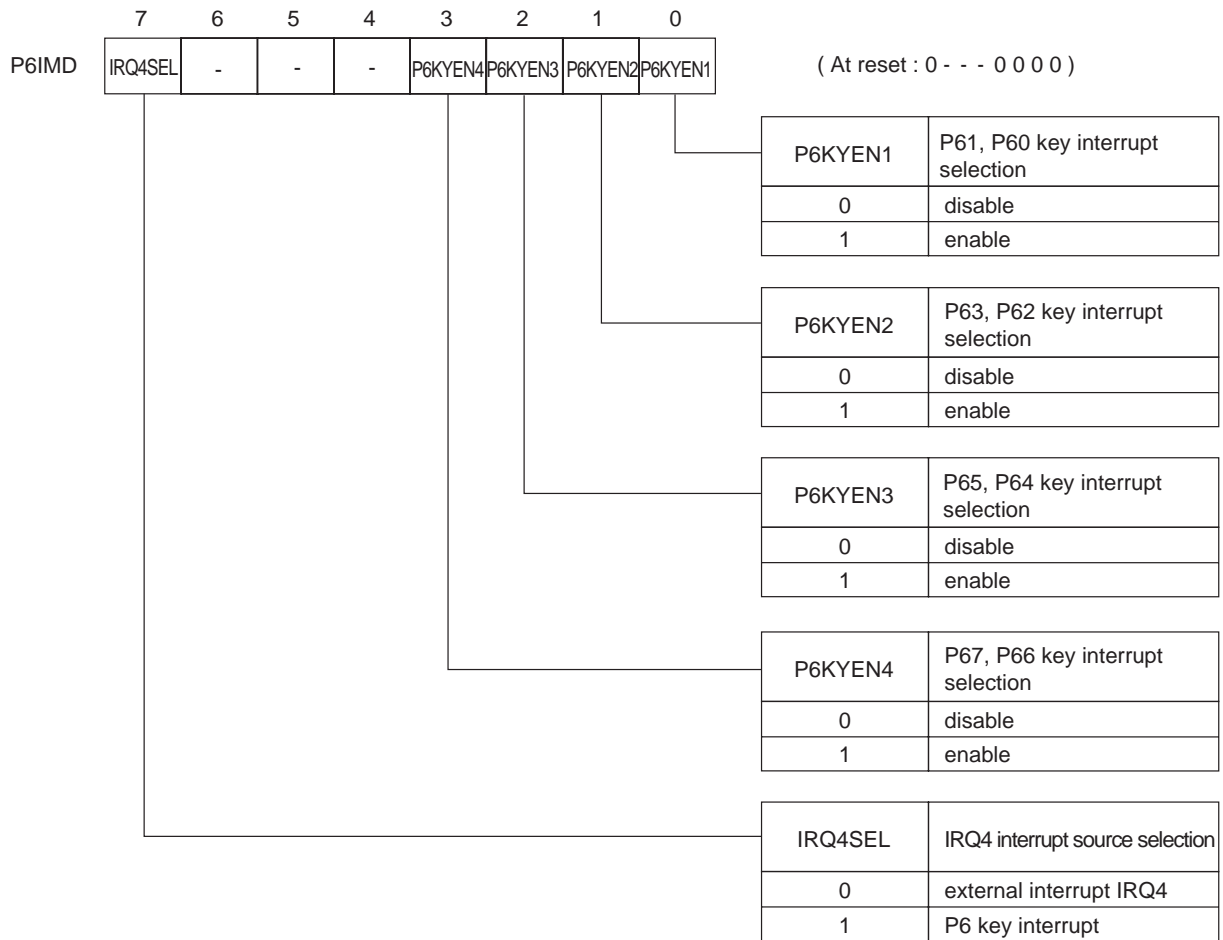 7 6 5 4 3 2 1 0
P6IMD IRQ4SEL - - - P6KYEN4 P6KYEN3 P6KYEN2 P6KYEN1 ( At reset : 0 - - - 0 0 0 0 )
P6KYEN1 P61, P60 key interrupt
selection
0 disable
1 enable
P6KYEN2 P63, P62 key interrupt
selection
0 disable
1 enable
P6KYEN3 P65, P64 key interrupt
selection
0 disable
1 enable
P6KYEN4 P67, P66 key interrupt
selection
0 disable
1 enable
IRQ4SEL IRQ4 interrupt source selection
0 external interrupt IRQ4
1 P6 key interrupt